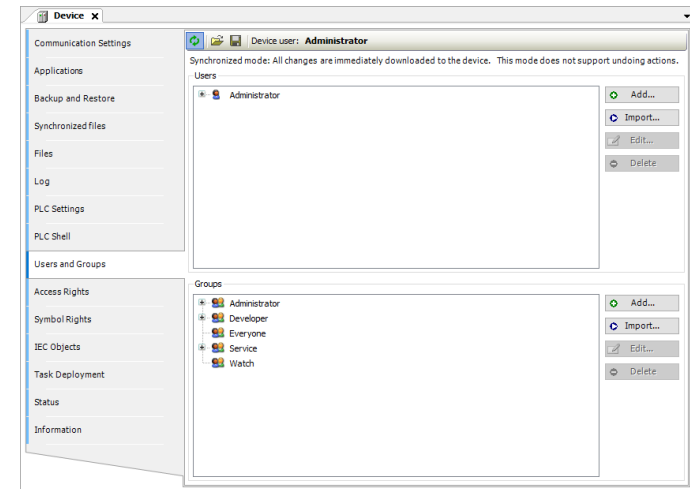 Device
Communication Settings
Applications
Backup and Restore
Synchronized files
Files
Log
PLC Settings
PLC Shell
Users and Groups
Access Rights
Symbol Rights
IEC Objects
Task Deployment
Status
Information
Device user: Administrator
Synchronized mode: All changes are immediately downloaded to the device. This mode does not support undoing actions.
Users
Administrator
Add...
Import...
Edit...
Delete
Groups
Administrator
Developer
Everyone
Service
Watch
Add...
Import...
Edit...
Delete